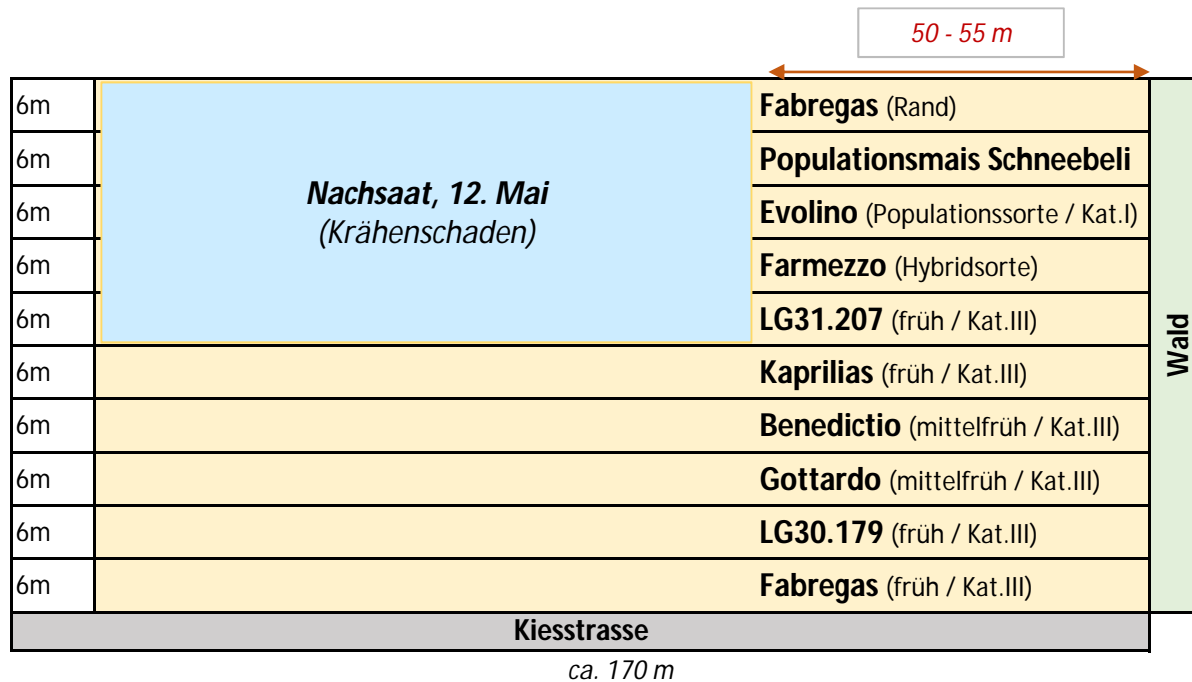 50 - 55 m
6m Fabregas (Rand)
6m Populationsmais Schneebeli
Nachsaat, 12. Mai
(Krähenschaden)
6m Evolino (Populationssorte / Kat.I)
6m Farmezzo (Hybridsorte)
6m LG31.207 (früh / Kat.III)
Wald
6m Kaprilias (früh / Kat.III)
6m Benedictio (mittelfrüh / Kat.III)
6m Gottardo (mittelfrüh / Kat.III)
6m LG30.179 (früh / Kat.III)
6m Fabregas (früh / Kat.III)
Kiesstrasse
ca. 170 m